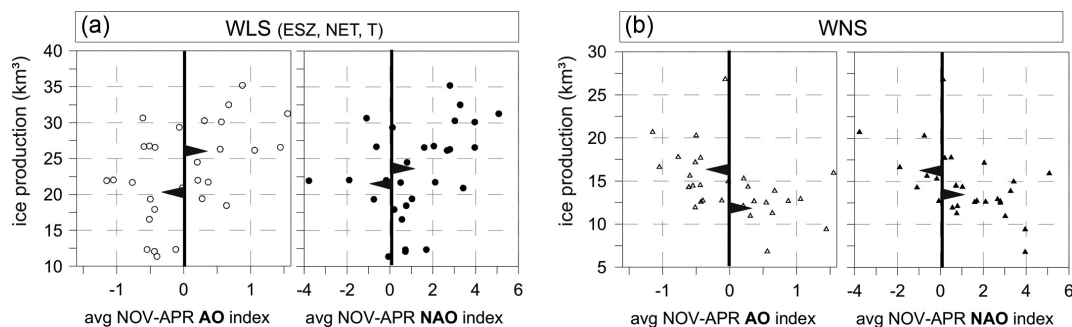 (a) WLS (ESZ, NET, T)
ice production (km³)
40
35
30
25
20
15
10
-1 0 1
-4 -2 0 2 4 6
avg NOV-APR AO index
avg NOV-APR NAO index
(b) WNS
ice production (km³)
30
25
20
15
10
5
-1 0 1
-4 -2 0 2 4 6
avg NOV-APR AO index
avg NOV-APR NAO index